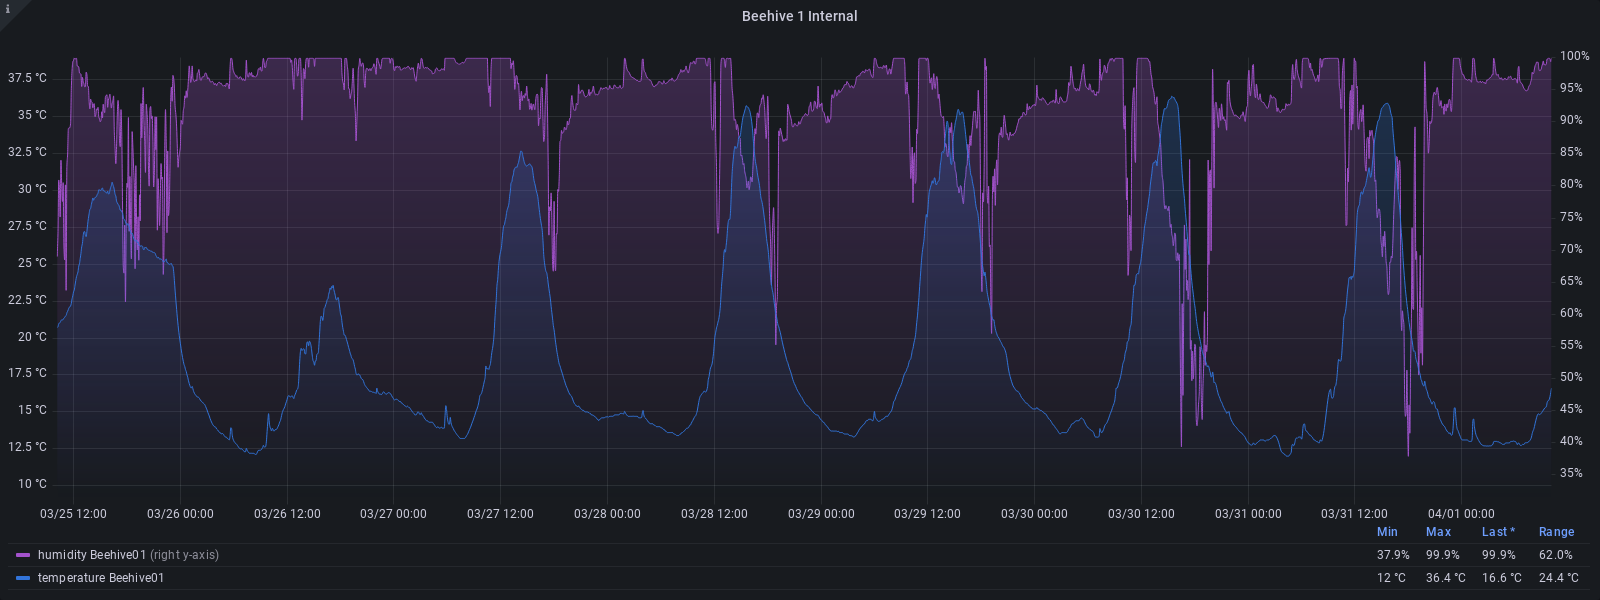 i
Beehive 1 Internal
37.5 °C
35 °C
32.5 °C
30 °C
27.5 °C
25 °C
22.5 °C
20 °C
17.5 °C
15 °C
12.5 °C
10 °C
100%
95%
90%
85%
80%
75%
70%
65%
60%
55%
50%
45%
40%
35%
03/25 12:00 03/26 00:00 03/26 12:00 03/27 00:00 03/27 12:00 03/28 00:00 03/28 12:00 03/29 00:00 03/29 12:00 03/30 00:00 03/30 12:00 03/31 00:00 03/31 12:00 04/01 00:00
Min Max Last * Range
humidity Beehive01 (right y-axis) 37.9% 99.9% 99.9% 62.0%
temperature Beehive01 12 °C 36.4 °C 16.6 °C 24.4 °C